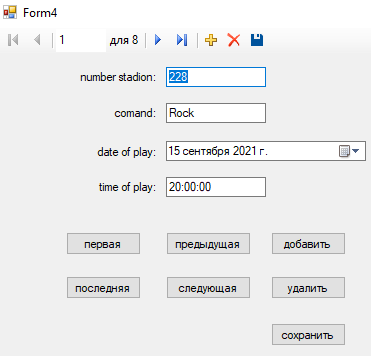 Form4
1 для 8
number stadion: 228
comand: Rock
date of play: 15 сентября 2021 г.
time of play: 20:00:00
первая предыдущая добавить
последняя следующая удалить
сохранить